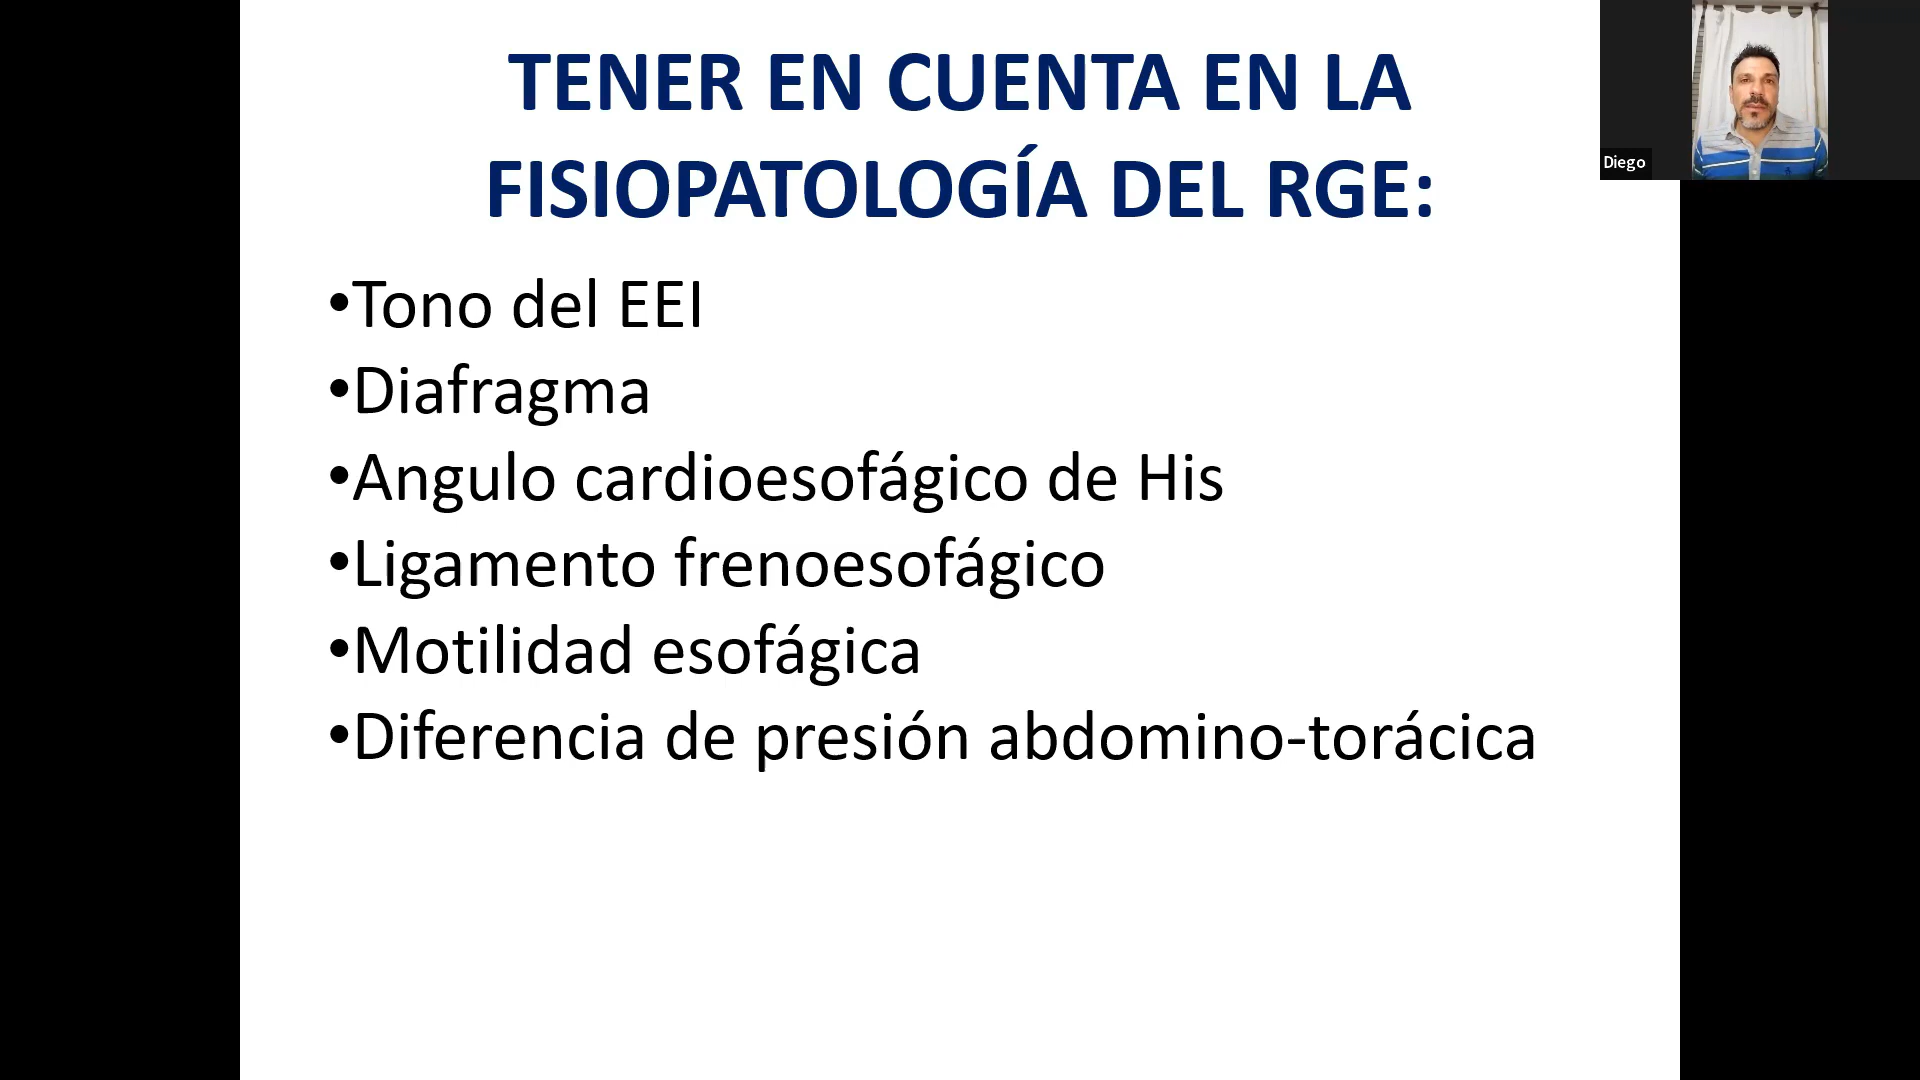 TENER EN CUENTA EN LA
FISIOPATOLOGÍA DEL RGE:
Diego
•Tono del EEI
•Diafragma
•Angulo cardioesofágico de His
•Ligamento frenoesofágico
•Motilidad esofágica
•Diferencia de presión abdomino-torácica